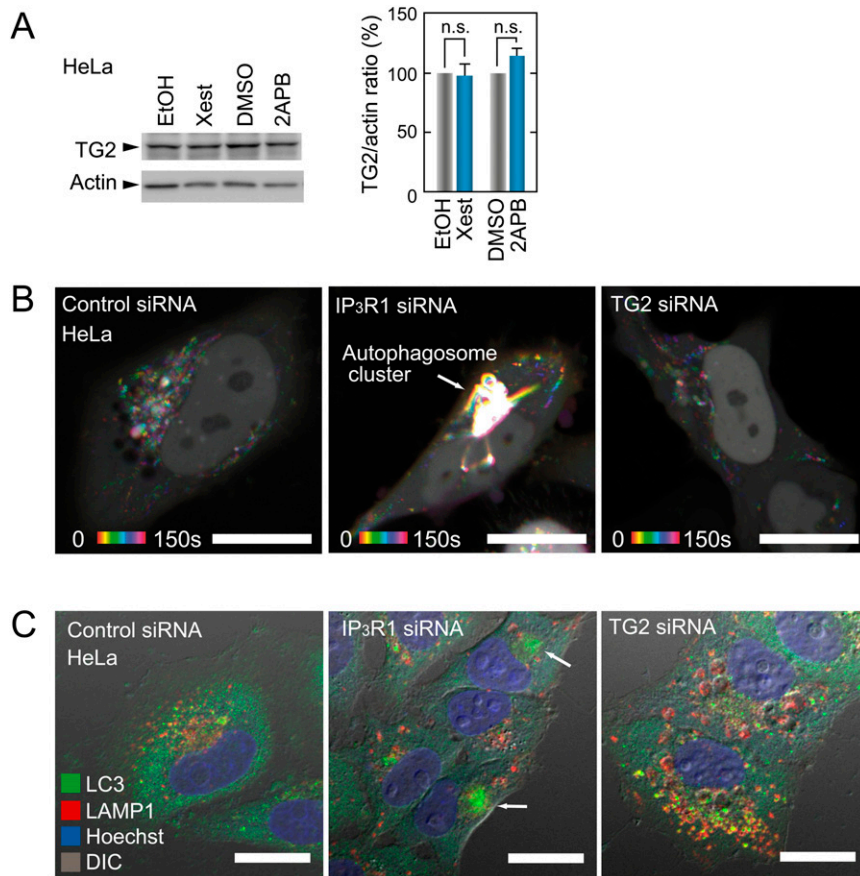 A
HeLa
EtOH
Xest
DMSO
2APB
TG2
Actin
TG2/actin ratio (%)
150
100
50
0
n.s.
n.s.
EtOH
Xest
DMSO
2APB
B
Control siRNA
HeLa
0 150s
IP3R1 siRNA
Autophagosome
cluster
0 150s
TG2 siRNA
0 150s
C
Control siRNA
HeLa
LC3
LAMP1
Hoechst
DIC
IP3R1 siRNA
TG2 siRNA